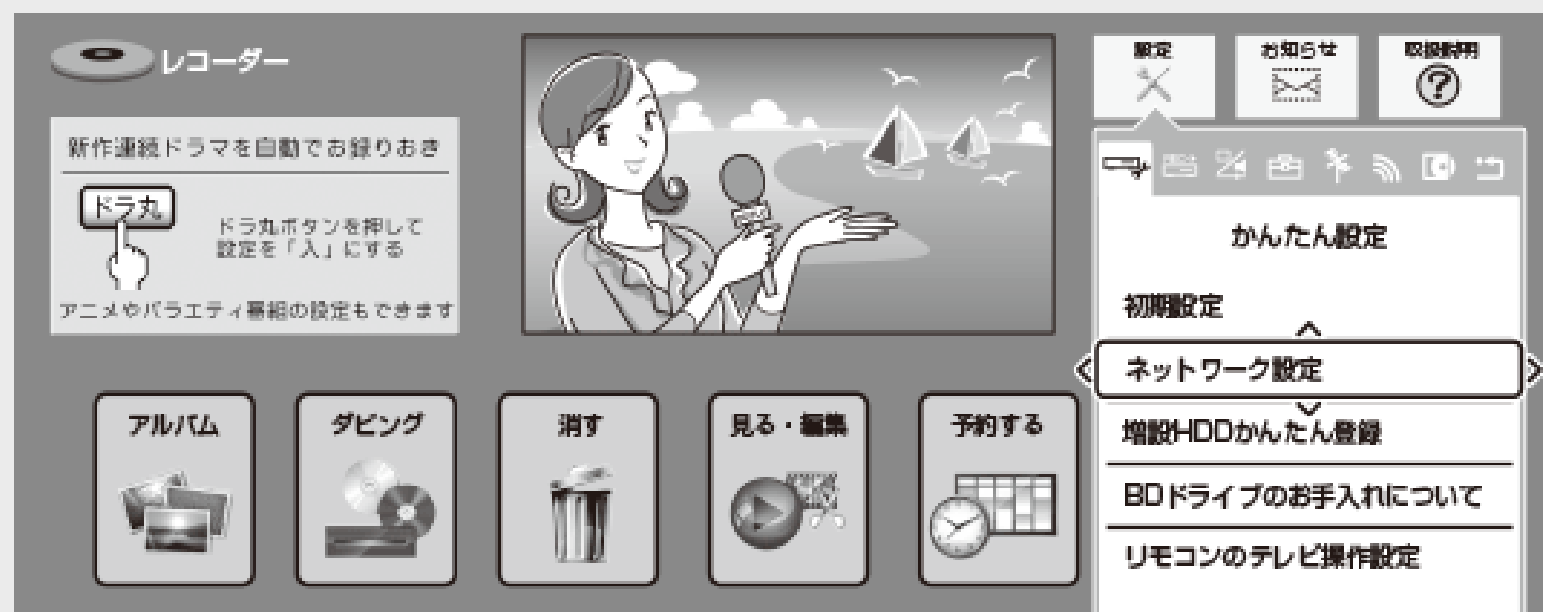 レコーダー
新作連続ドラマを自動でお録りおき
ドラ丸
ドラ丸ボタンを押して
設定を「入」にする
アニメやバラエティ番組の設定もできます
アルバム
ダビング
消す
見る・編集
予約する
設定
お知らせ
取扱説明
かんたん設定
初期設定
ネットワーク設定
増設HDDかんたん登録
BDドライブのお手入れについて
リモコンのテレビ操作設定